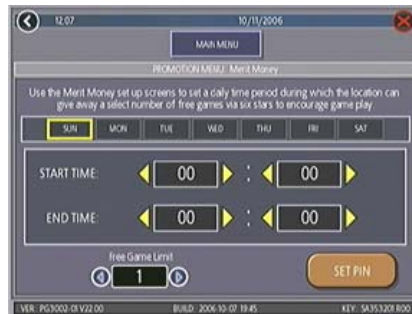 12:07 10/11/2006
MAIN MENU
PROMOTION MENU: Merit Money
Use the Merit Money set up screens to set a daily time period during which the location can
give away a select number of free games via six stars to encourage game play
SUN MON TUE WED THU FRI SAT
START TIME: 00 : 00
END TIME: 00 : 00
Free Game Limit
1
SET PIN
VER: PG3002-01 V22.00 BUILD: 2006-10-07 19:45 KEY: SA353201 R00